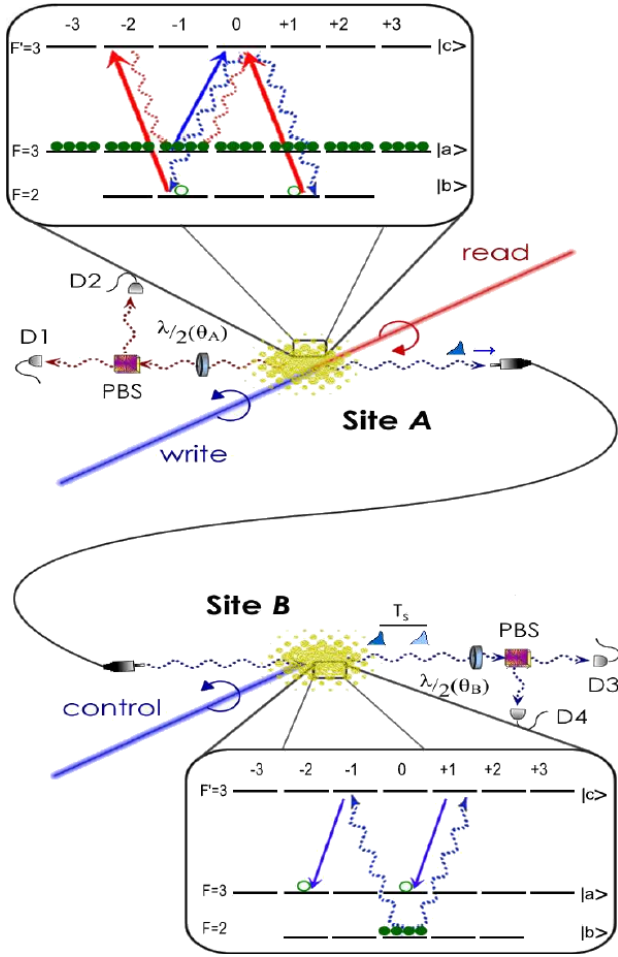 -3 -2 -1 0 +1 +2 +3
F'=3 |c>
F=3 |a>
F=2 |b>
read
D2
D1
λ/2(θA)
PBS
Site A
write
Site B
Ts
PBS
control
λ/2(θB)
D3
D4
-3 -2 -1 0 +1 +2 +3
F'=3 |c>
F=3 |a>
F=2 |b>